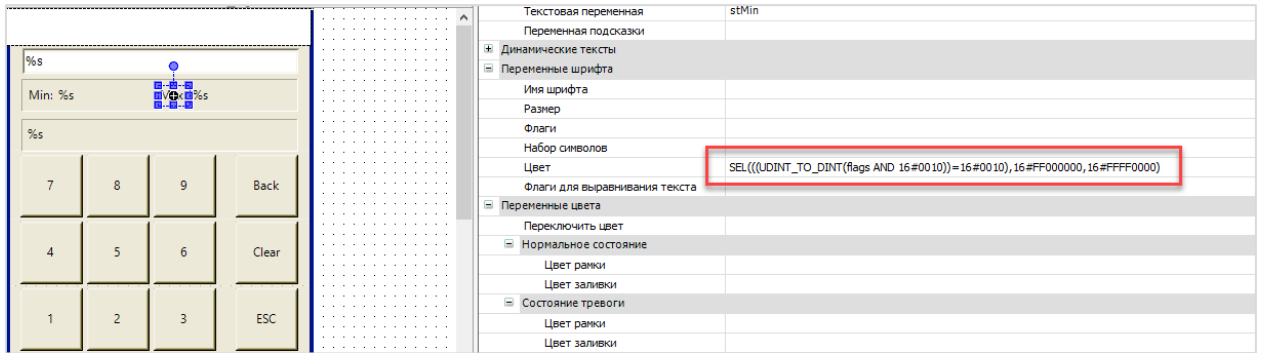 %s
Min: %s
Max: %s
%s
7 8 9 Back
4 5 6 Clear
1 2 3 ESC
Текстовая переменная stMin
Переменная подсказки
Динамические тексты
Переменные шрифта
Имя шрифта
Размер
Флаги
Набор символов
Цвет SEL(((UDINT_TO_DINT(flags AND 16#0010))=16#0010),16#FF000000,16#FFFF0000)
Флаги для выравнивания текста
Переменные цвета
Переключить цвет
Нормальное состояние
Цвет рамки
Цвет заливки
Состояние тревоги
Цвет рамки
Цвет заливки